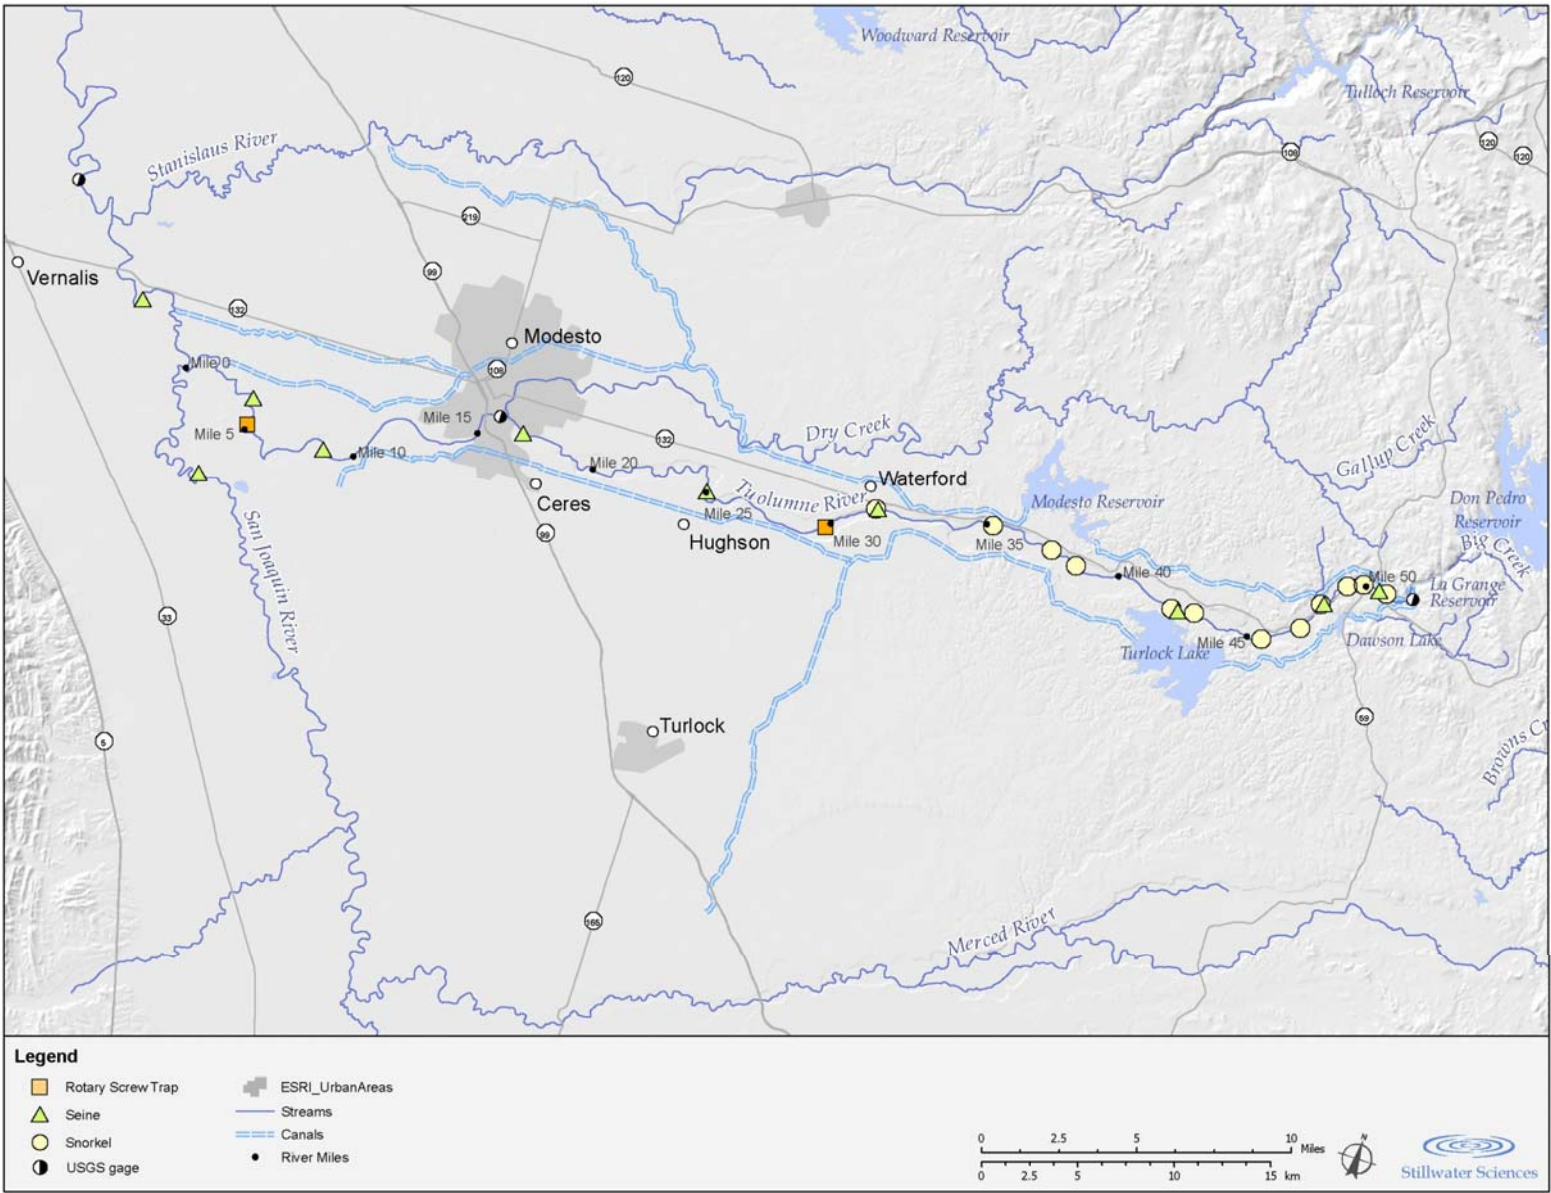 Woodward Reservoir
120
Tulloch Reservoir
Stanislaus River
108
120
120
219
99
Vernalis
132
Modesto
108
Mile 0
Mile 15
Mile 5
Mile 10
132
Dry Creek
Gallup Creek
Mile 20
Waterford
Tuolumne River
Ceres
Mile 25
Modesto Reservoir
Don Pedro
Reservoir
Big Creek
San Joaquin River
99
Hughson
Mile 30
Mile 35
Mile 40
Mile 50
La Grange
Reservoir
33
Turlock Lake
Mile 45
Dawson Lake
Turlock
5
59
Browns Cr
165
Merced River
Legend
Rotary Screw Trap
Seine
Snorkel
USGS gage
ESRI_UrbanAreas
Streams
Canals
River Miles
0 2.5 5 10 Miles
0 2.5 5 10 15 km
N
Stillwater Sciences